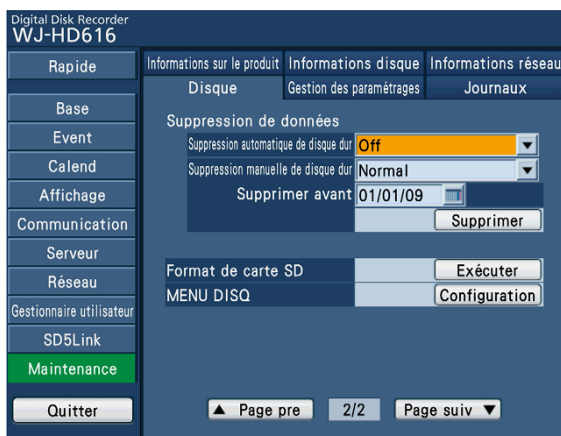 Digital Disk Recorder
WJ-HD616
Rapide
Base
Event
Calend
Affichage
Communication
Serveur
Réseau
Gestionnaire utilisateur
SD5Link
Maintenance
Quitter
Informations sur le produit Informations disque Informations réseau
Disque Gestion des paramétrages Journaux
Suppression de données
Suppression automatique de disque dur Off
Suppression manuelle de disque dur Normal
Supprimer avant 01/01/09
Supprimer
Format de carte SD Exécuter
MENU DISQ Configuration
▲ Page pre 2/2 Page suiv ▼